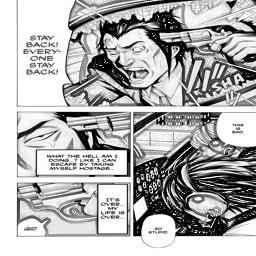 STAY
BACK!
EVERY-
ONE
STAY
BACK!
THIS IS
BAD.
WHAT THE HELL AM I
DOING...? LIKE I CAN
ESCAPE BY TAKING
MYSELF HOSTAGE...
IT'S
OVER...
MY
LIFE IS
OVER...
SO
STUPID.